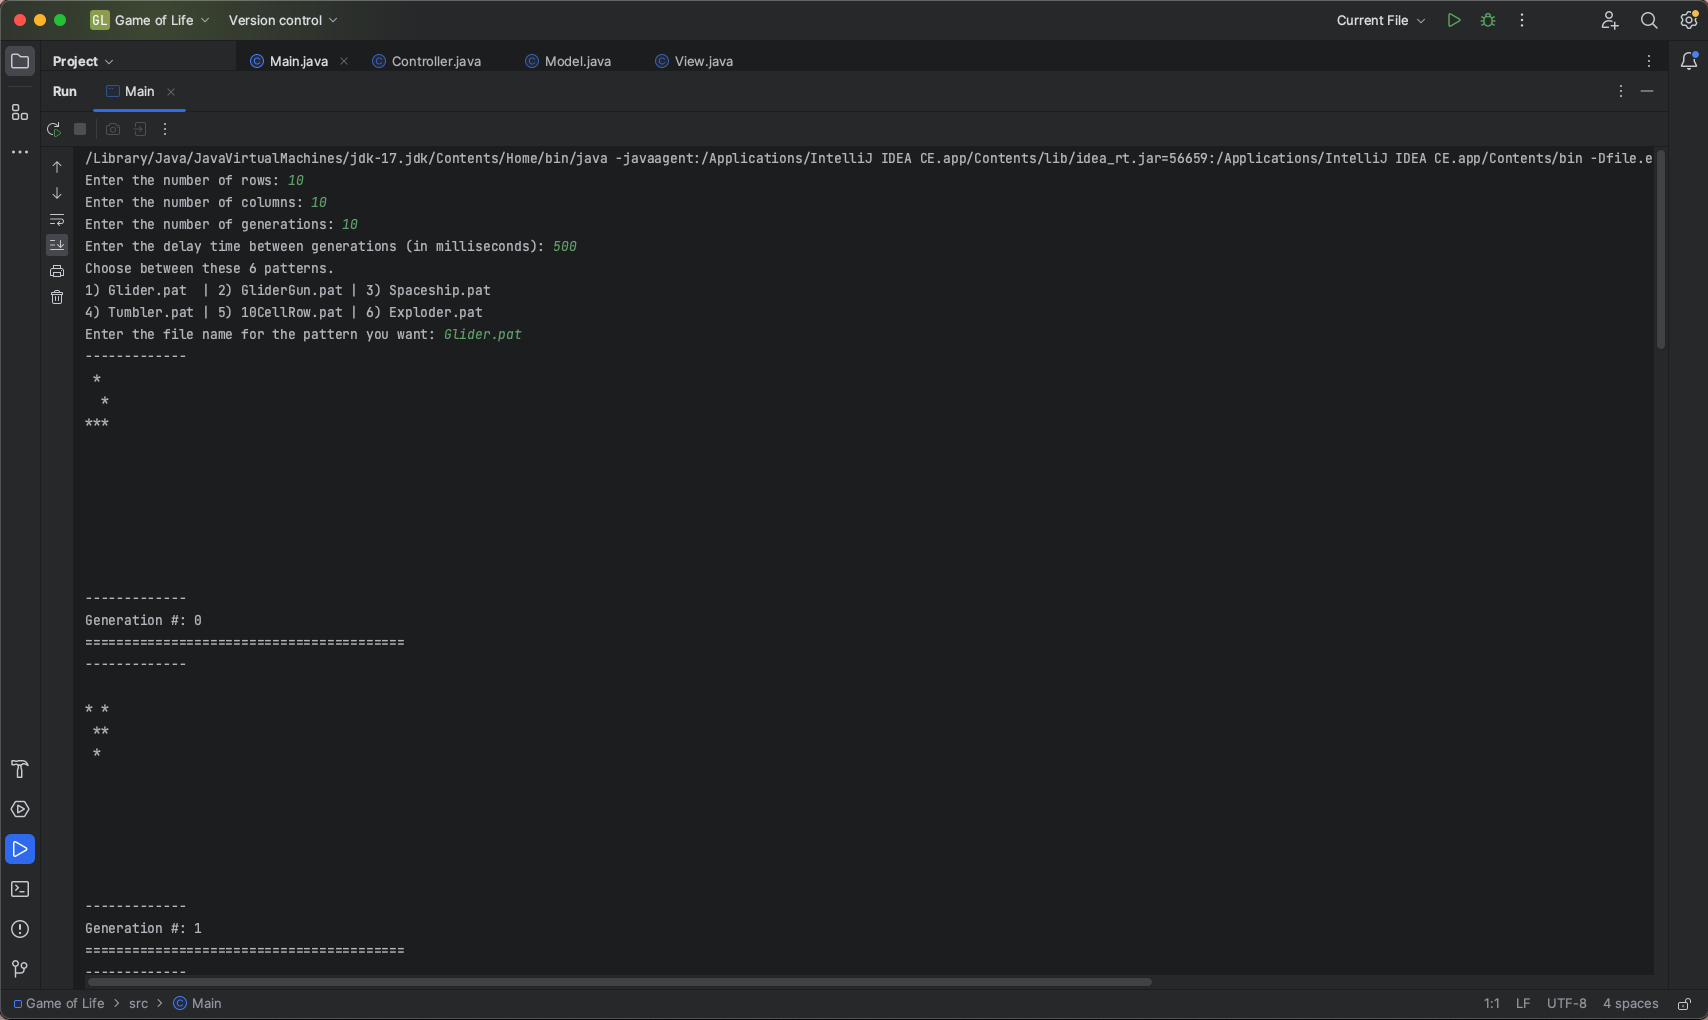 GL Game of Life Version control Current File
Project Main.java Controller.java Model.java View.java
Run Main
/Library/Java/JavaVirtualMachines/jdk-17.jdk/Contents/Home/bin/java -javaagent:/Applications/IntelliJ IDEA CE.app/Contents/lib/idea_rt.jar=56659:/Applications/IntelliJ IDEA CE.app/Contents/bin -Dfile.e
Enter the number of rows: 10
Enter the number of columns: 10
Enter the number of generations: 10
Enter the delay time between generations (in milliseconds): 500
Choose between these 6 patterns.
1) Glider.pat  | 2) GliderGun.pat | 3) Spaceship.pat
4) Tumbler.pat | 5) 10CellRow.pat | 6) Exploder.pat
Enter the file name for the pattern you want: Glider.pat
-------------
 *
  *
***
-------------
Generation #: 0
=========================================
-------------
* *
 **
 *
-------------
Generation #: 1
=========================================
-------------
Game of Life > src > Main 1:1 LF UTF-8 4 spaces